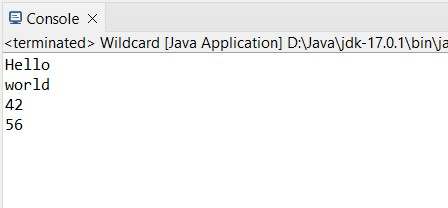 Console
<terminated> Wildcard [Java Application] D:\Java\jdk-17.0.1\bin\ja
Hello
world
42
56